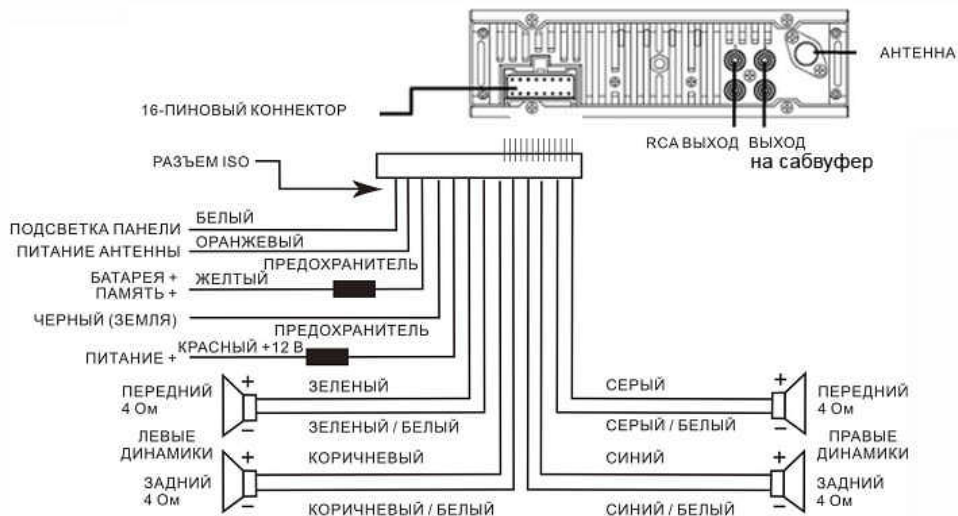 АНТЕННА
16-ПИНОВЫЙ КОННЕКТОР
RCA ВЫХОД
ВЫХОД
на сабвуфер
РАЗЪЕМ ISO
БЕЛЫЙ
ПОДСВЕТКА ПАНЕЛИ
ОРАНЖЕВЫЙ
ПИТАНИЕ АНТЕННЫ
ПРЕДОХРАНИТЕЛЬ
БАТАРЕЯ +
ПАМЯТЬ +
ЖЕЛТЫЙ
ЧЕРНЫЙ (ЗЕМЛЯ)
ПРЕДОХРАНИТЕЛЬ
ПИТАНИЕ +
КРАСНЫЙ +12 В
ПЕРЕДНИЙ
4 Ом
+
−
ЗЕЛЕНЫЙ
ЗЕЛЕНЫЙ / БЕЛЫЙ
ЛЕВЫЕ
ДИНАМИКИ
ЗАДНИЙ
4 Ом
+
−
КОРИЧНЕВЫЙ
КОРИЧНЕВЫЙ / БЕЛЫЙ
СЕРЫЙ
СЕРЫЙ / БЕЛЫЙ
+
−
ПЕРЕДНИЙ
4 Ом
ПРАВЫЕ
ДИНАМИКИ
СИНИЙ
СИНИЙ / БЕЛЫЙ
+
−
ЗАДНИЙ
4 Ом